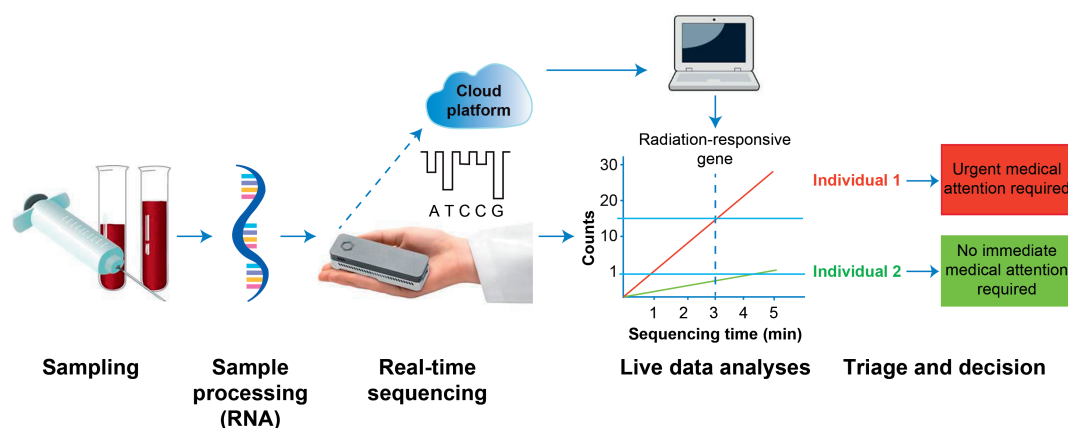 Cloud
platform
A T C C G
Radiation-responsive
gene
Counts
30
20
10
1
1 2 3 4 5
Sequencing time (min)
Individual 1
Urgent medical
attention required
Individual 2
No immediate
medical attention
required
Sampling
Sample
processing
(RNA)
Real-time
sequencing
Live data analyses
Triage and decision